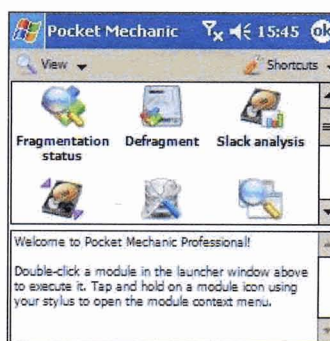 Pocket Mechanic 15:45 ok
View Shortcuts
Fragmentation Defragment Slack analysis
status
Welcome to Pocket Mechanic Professional!
Double-click a module in the launcher window above
to execute it. Tap and hold on a module icon using
your stylus to open the module context menu.